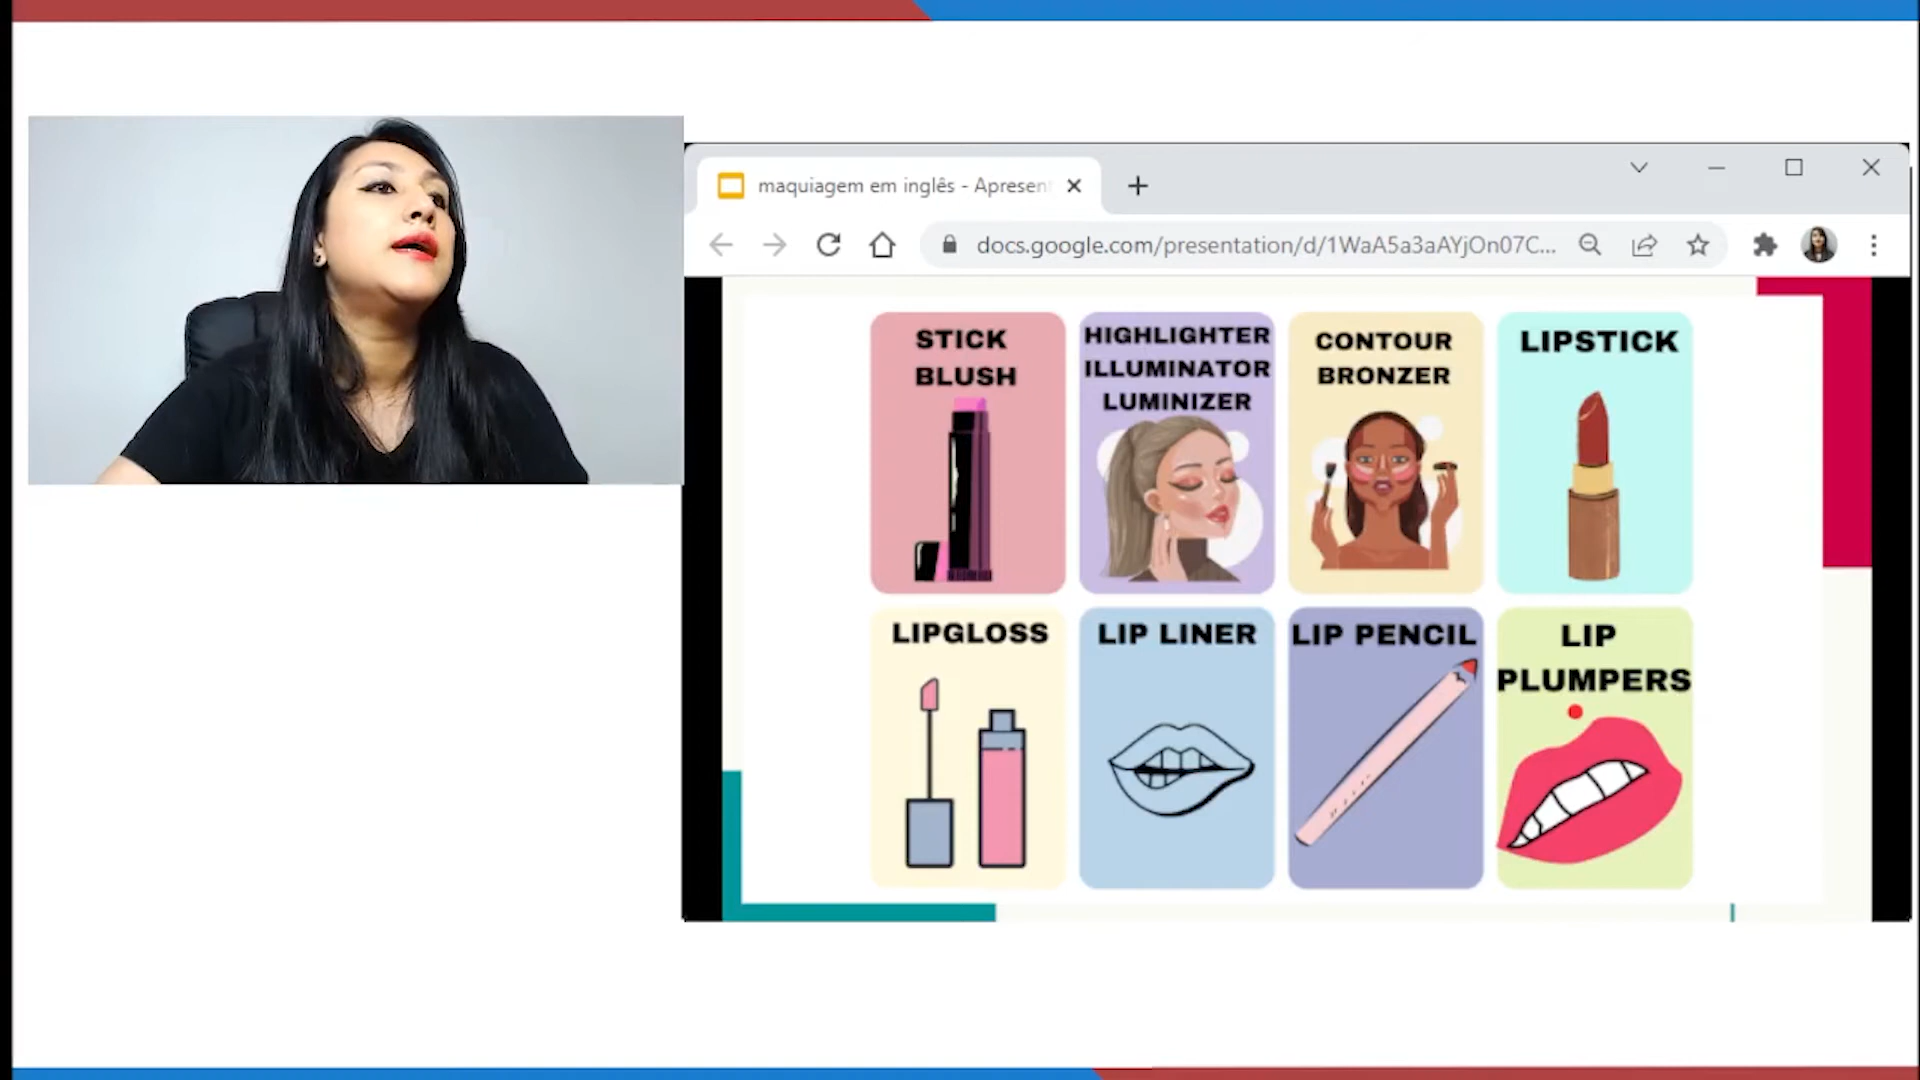 maquiagem em inglês - Apresent
docs.google.com/presentation/d/1WaA5a3aAYjOn07C...
STICK
BLUSH
HIGHLIGHTER
ILLUMINATOR
LUMINIZER
CONTOUR
BRONZER
LIPSTICK
LIPGLOSS
LIP LINER
LIP PENCIL
LIP
PLUMPERS